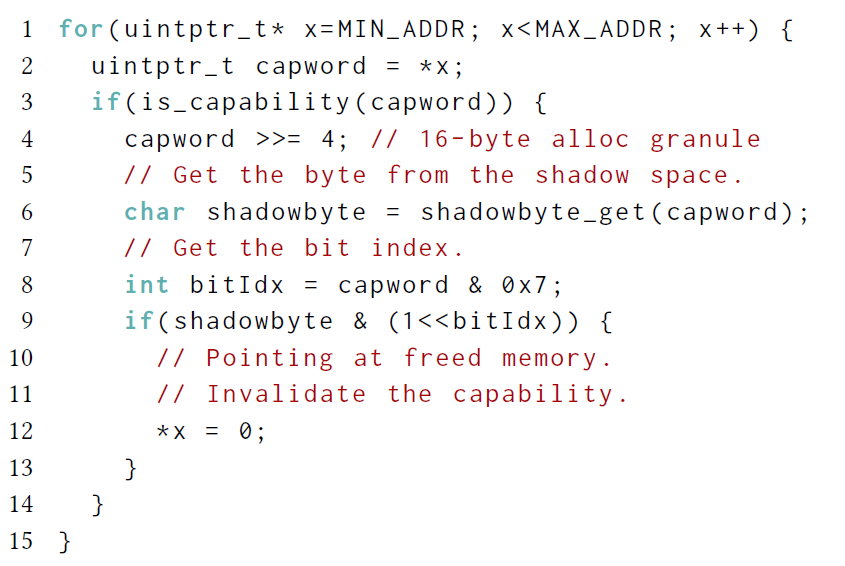 1 for(uintptr_t* x=MIN_ADDR; x<MAX_ADDR; x++) {
2   uintptr_t capword = *x;
3   if(is_capability(capword)) {
4     capword >>= 4; // 16-byte alloc granule
5     // Get the byte from the shadow space.
6     char shadowbyte = shadowbyte_get(capword);
7     // Get the bit index.
8     int bitIdx = capword & 0x7;
9     if(shadowbyte & (1<<bitIdx)) {
10       // Pointing at freed memory.
11       // Invalidate the capability.
12       *x = 0;
13     }
14   }
15 }